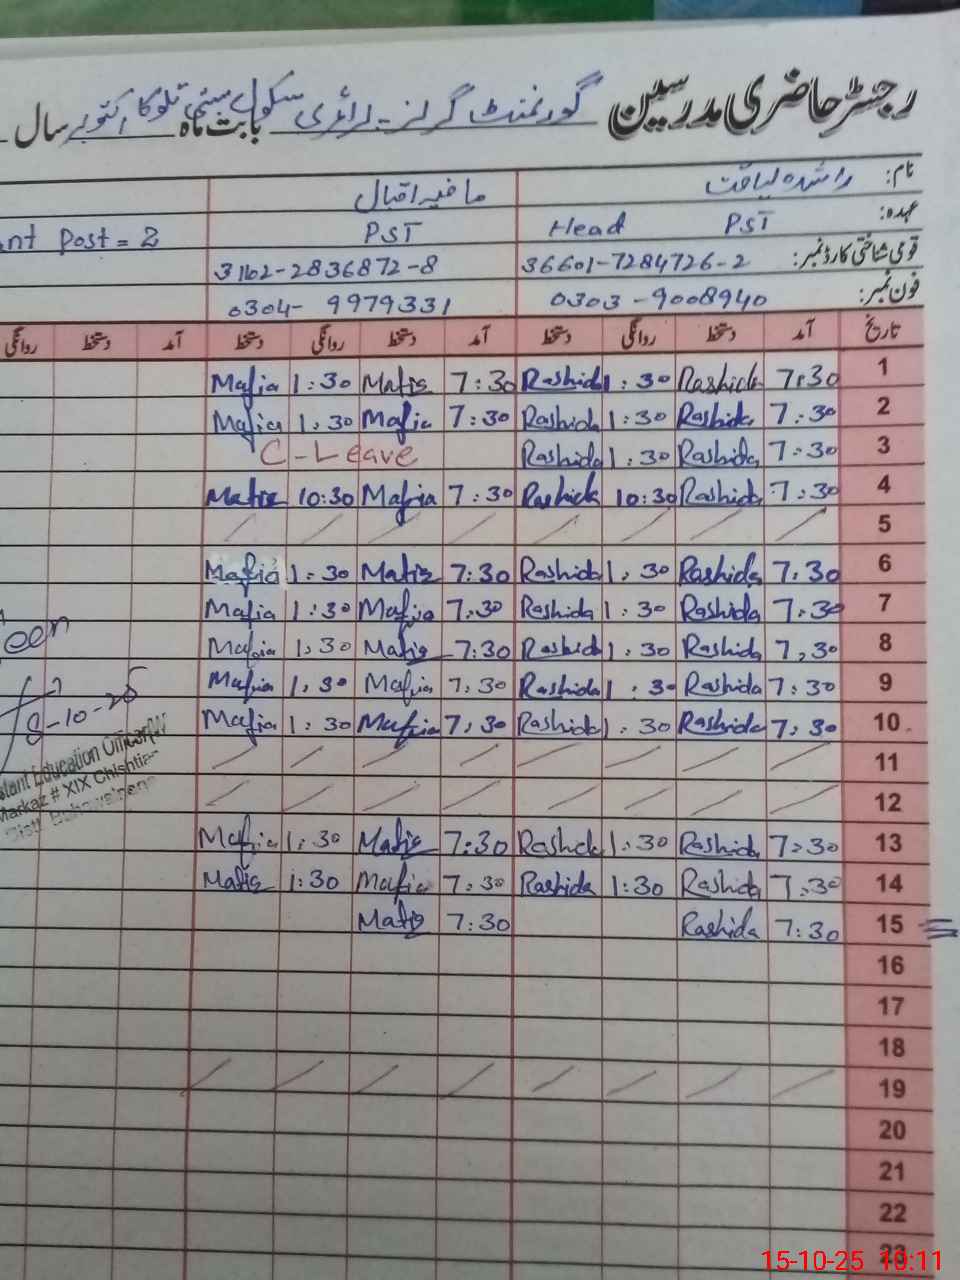 رجسٹر حاضری مدرسین گورنمنٹ گرلز پرائمری سکول بابت ماہ اکتوبر سال
نام: راشدہ لیاقت مافیہ اقبال
عہدہ: Head PST PST Post = 2
قومی شناختی کارڈ نمبر: 36601-7284726-2 3162-2836872-8
فون نمبر: 0303-9008940 0304-9979331
تاریخ آمد دستخط روانگی دستخط آمد دستخط روانگی دستخط آمد دستخط روانگی
1 7:30 Rashida 1:30 Rashida 7:30 Mafia 1:30 Mafia
2 7:30 Rashida 1:30 Rashida 7:30 Mafia 1:30 Mafia
3 7:30 Rashida 1:30 Rashida C-Leave
4 7:30 Rashida 10:30 Rashida 7:30 Mafia 10:30 Mafia
5
6 7:30 Rashida 1:30 Rashida 7:30 Mafia 1:30 Mafia
7 7:30 Rashida 1:30 Rashida 7:30 Mafia 1:30 Mafia
8 7:30 Rashida 1:30 Rashida 7:30 Mafia 1:30 Mafia
9 7:30 Rashida 1:30 Rashida 7:30 Mafia 1:30 Mafia
10 7:30 Rashida 1:30 Rashida 7:30 Mafia 1:30 Mafia
8-10-25
Education Officer
Markaz # XIX Chishtian
11
12
13 7:30 Rashida 1:30 Rashida 7:30 Mafia 1:30 Mafia
14 7:30 Rashida 1:30 Rashida 7:30 Mafia 1:30 Mafia
15 7:30 Rashida 7:30 Mafia
16
17
18
19
20
21
22
23
15-10-25 10:11